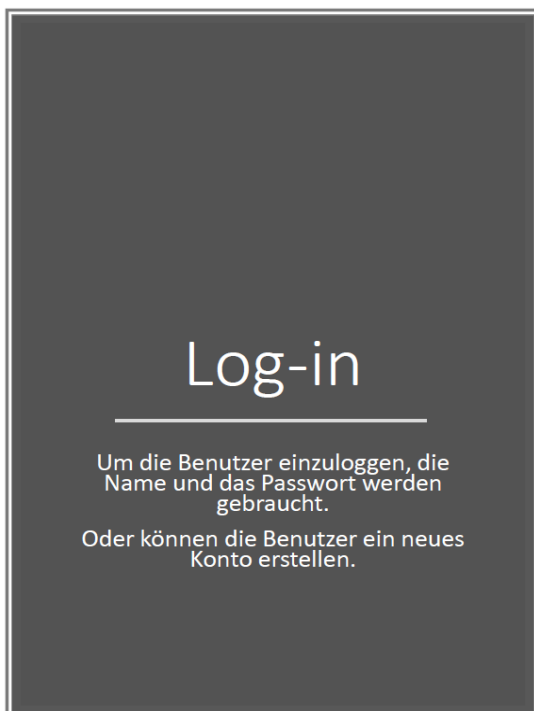 Log-in
Um die Benutzer einzuloggen, die
Name und das Passwort werden
gebraucht.
Oder können die Benutzer ein neues
Konto erstellen.